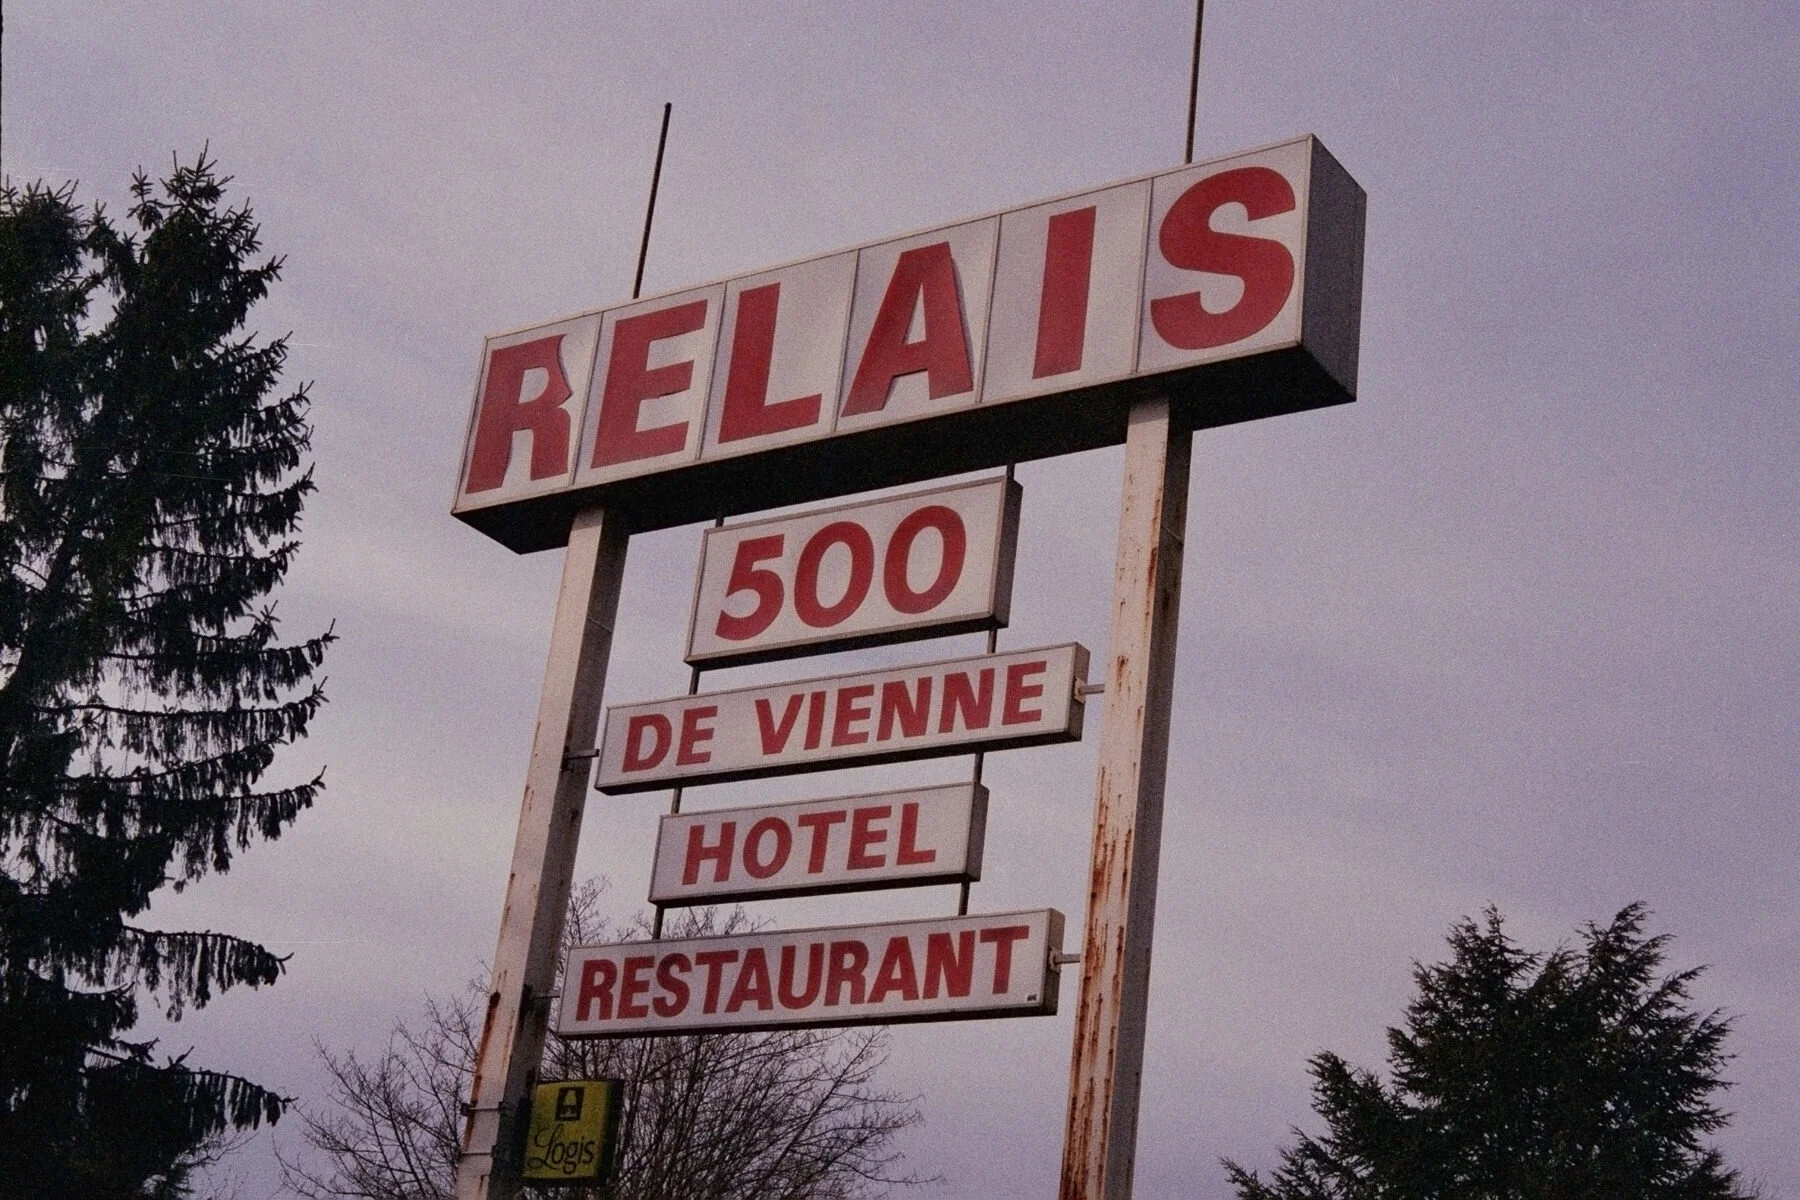 RELAIS
500
DE VIENNE
HOTEL
RESTAURANT
Logis